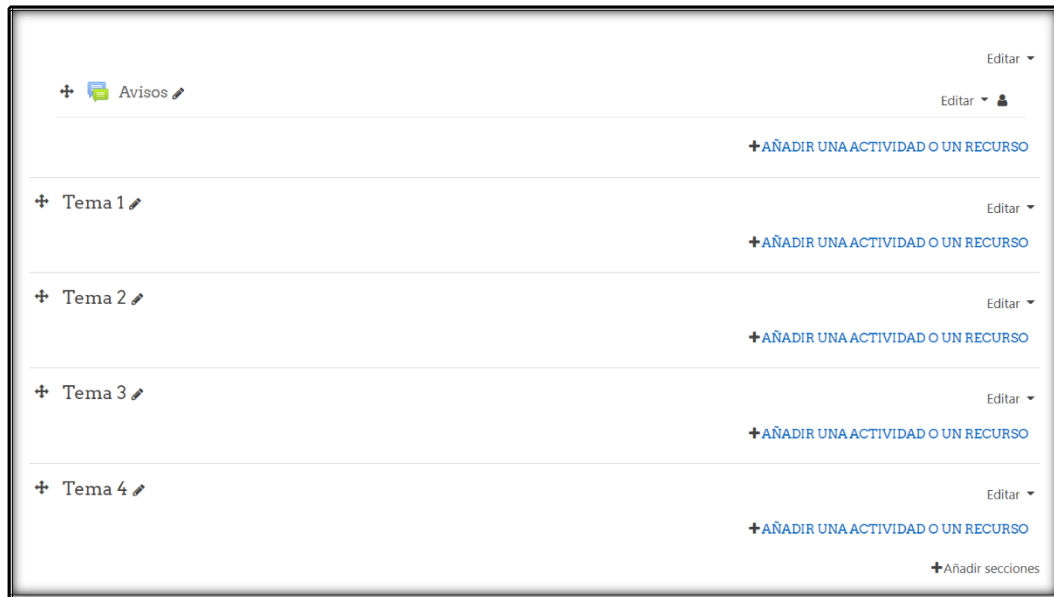 Editar
Avisos
Editar
+AÑADIR UNA ACTIVIDAD O UN RECURSO
Tema 1
Editar
+AÑADIR UNA ACTIVIDAD O UN RECURSO
Tema 2
Editar
+AÑADIR UNA ACTIVIDAD O UN RECURSO
Tema 3
Editar
+AÑADIR UNA ACTIVIDAD O UN RECURSO
Tema 4
Editar
+AÑADIR UNA ACTIVIDAD O UN RECURSO
+Añadir secciones